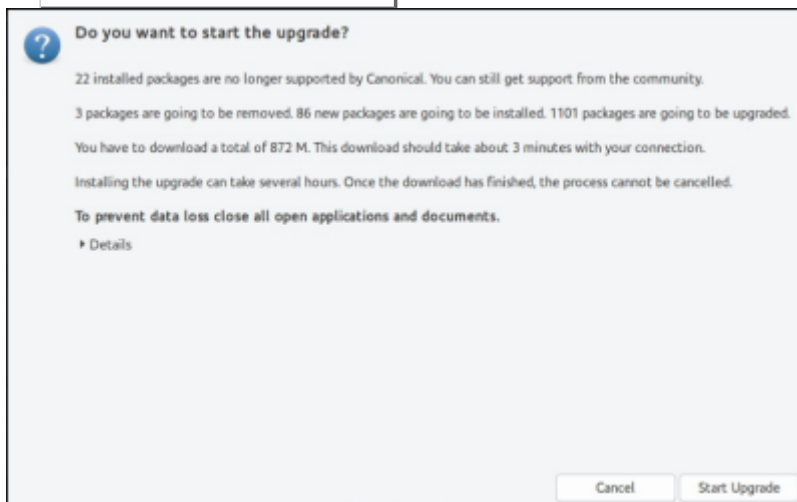 Do you want to start the upgrade?
22 installed packages are no longer supported by Canonical. You can still get support from the community.
3 packages are going to be removed. 86 new packages are going to be installed. 1101 packages are going to be upgraded.
You have to download a total of 872 M. This download should take about 3 minutes with your connection.
Installing the upgrade can take several hours. Once the download has finished, the process cannot be cancelled.
To prevent data loss close all open applications and documents.
Details
Cancel Start Upgrade